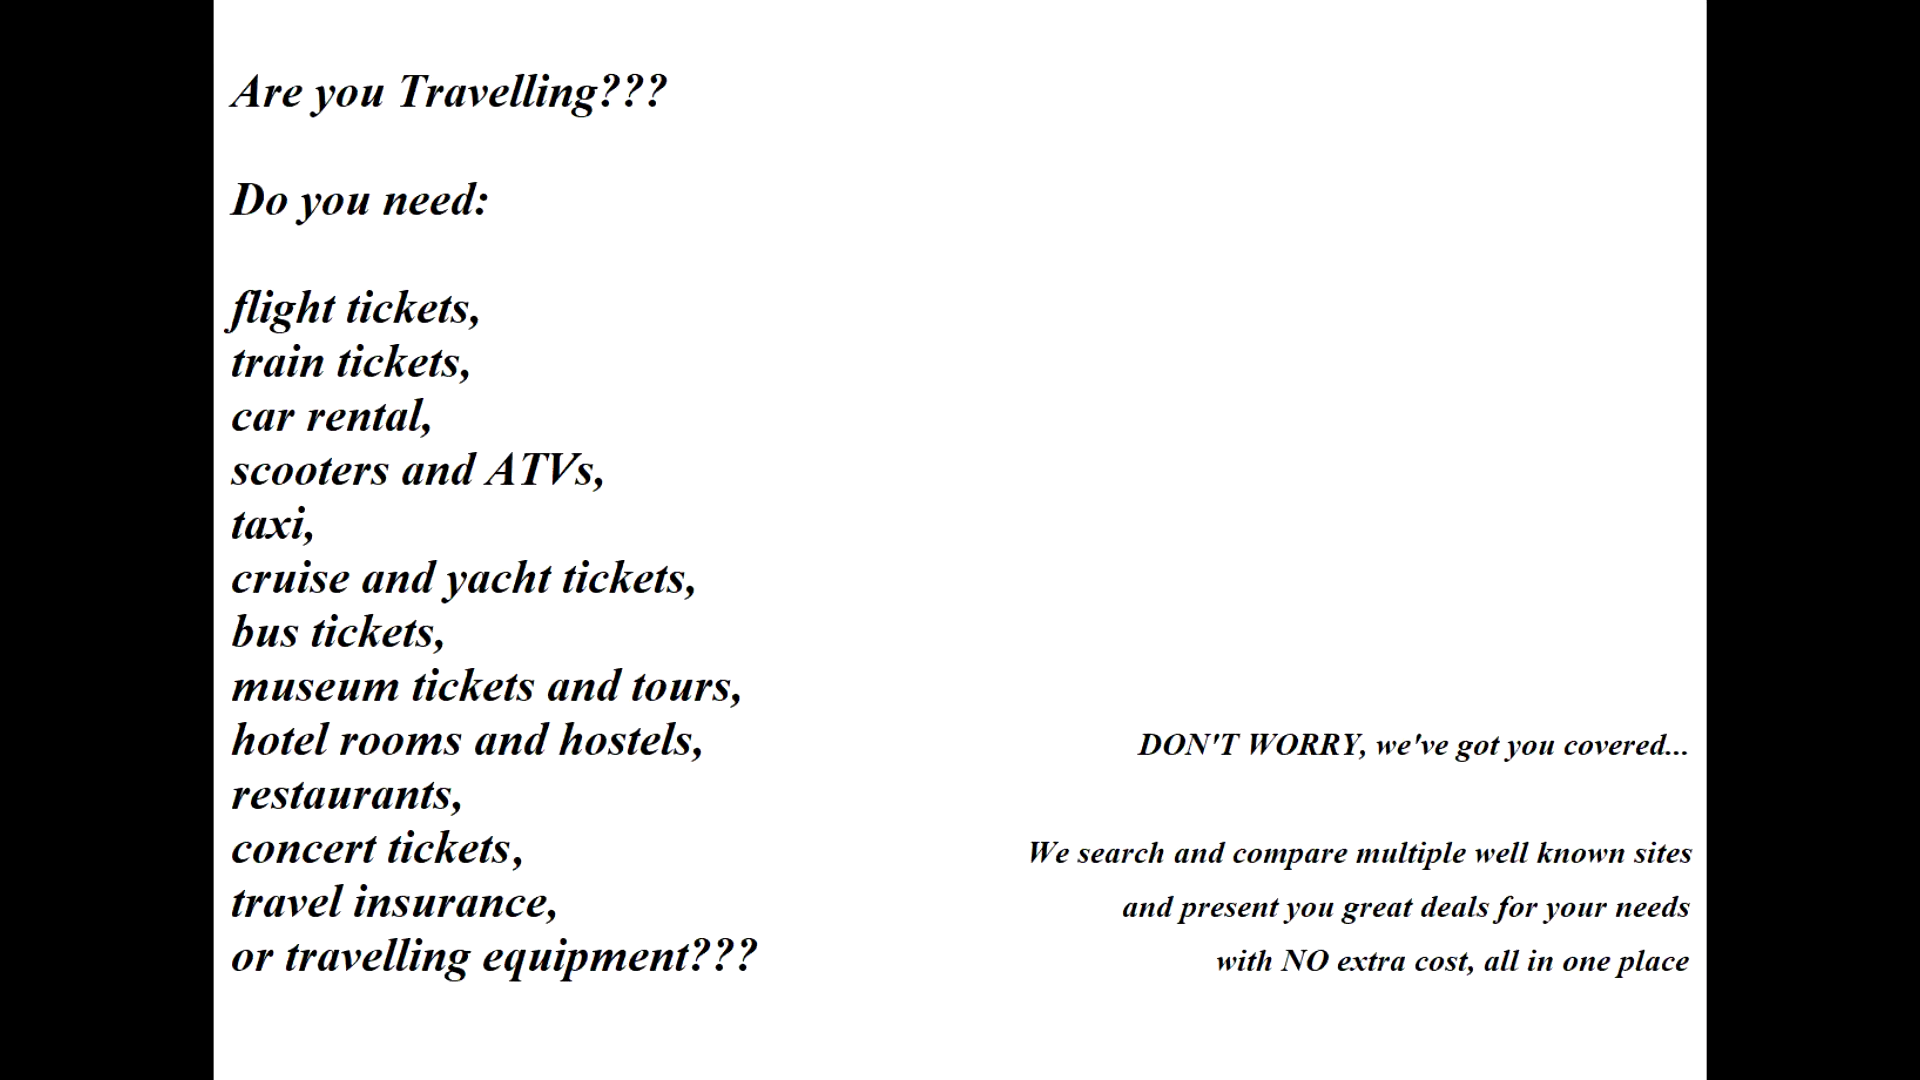 Are you Travelling???
Do you need:
flight tickets,
train tickets,
car rental,
scooters and ATVs,
taxi,
cruise and yacht tickets,
bus tickets,
museum tickets and tours,
hotel rooms and hostels,
restaurants,
concert tickets,
travel insurance,
or travelling equipment???
DON'T WORRY, we've got you covered...
We search and compare multiple well known sites
and present you great deals for your needs
with NO extra cost, all in one place